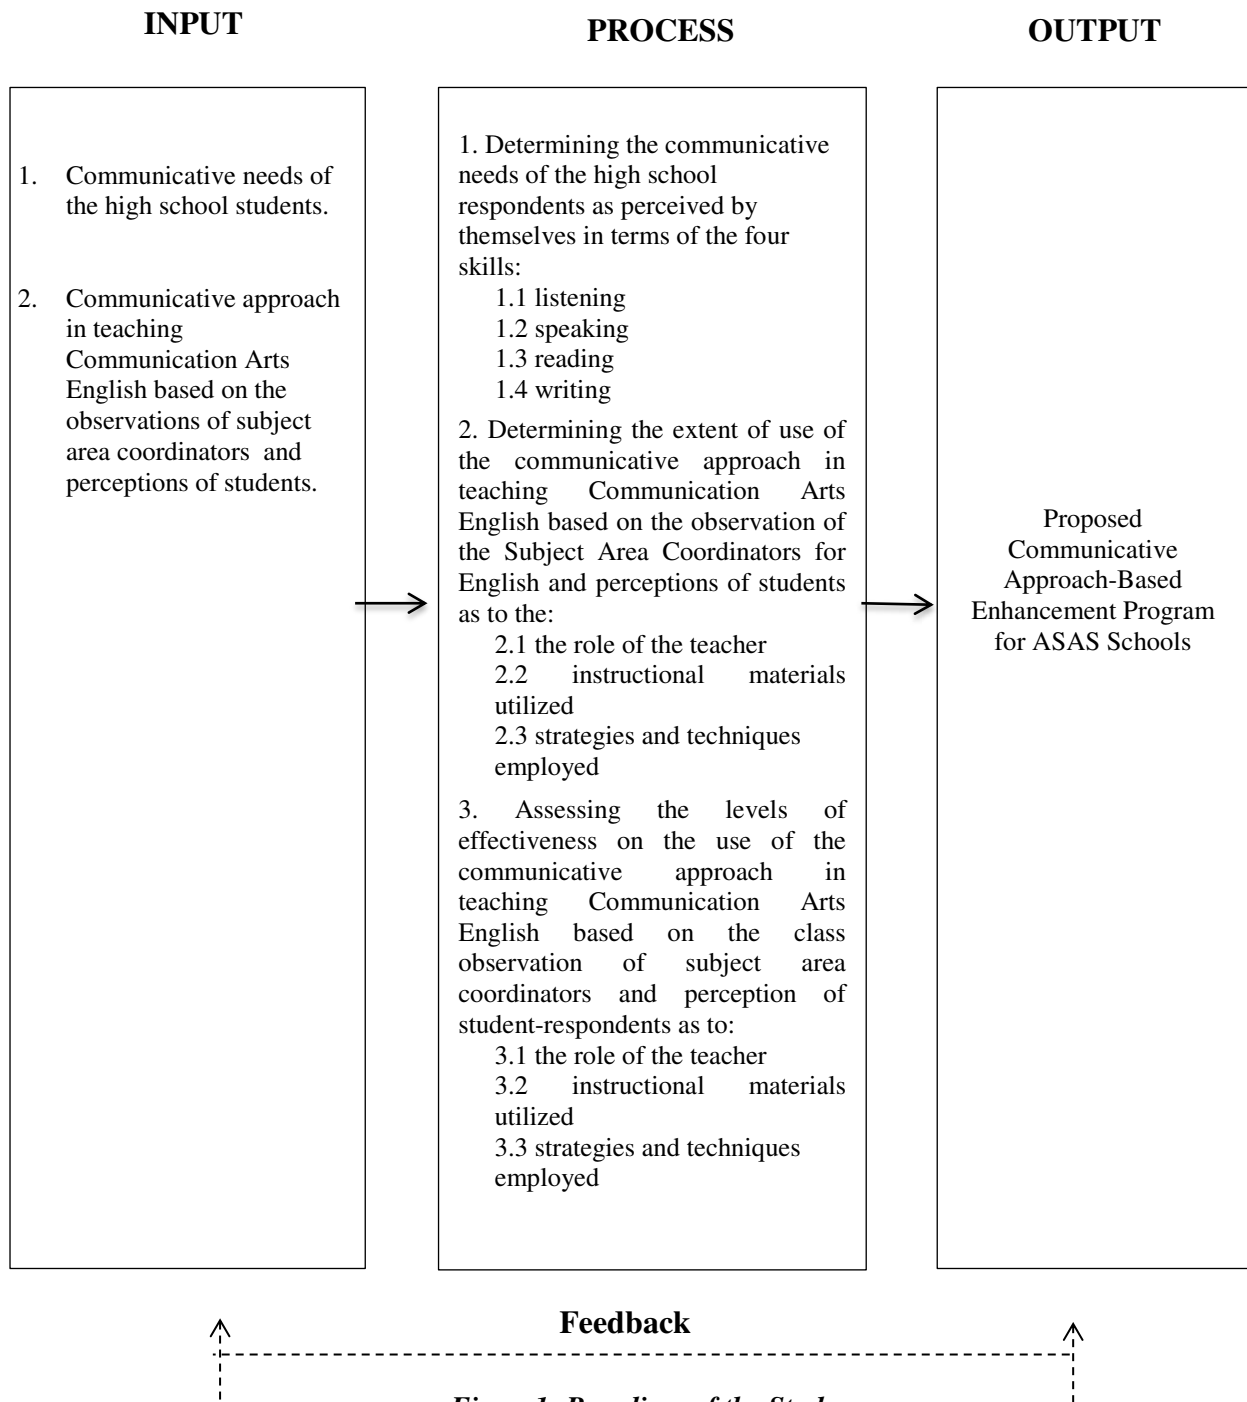 INPUT
PROCESS
OUTPUT
1. Communicative needs of
the high school students.
2. Communicative approach
in teaching
Communication Arts
English based on the
observations of subject
area coordinators and
perceptions of students.
1. Determining the communicative
needs of the high school
respondents as perceived by
themselves in terms of the four
skills:
1.1 listening
1.2 speaking
1.3 reading
1.4 writing
2. Determining the extent of use of
the communicative approach in
teaching Communication Arts
English based on the observation of
the Subject Area Coordinators for
English and perceptions of students
as to the:
2.1 the role of the teacher
2.2 instructional materials
utilized
2.3 strategies and techniques
employed
3. Assessing the levels of
effectiveness on the use of the
communicative approach in
teaching Communication Arts
English based on the class
observation of subject area
coordinators and perception of
student-respondents as to:
3.1 the role of the teacher
3.2 instructional materials
utilized
3.3 strategies and techniques
employed
Proposed
Communicative
Approach-Based
Enhancement Program
for ASAS Schools
Feedback